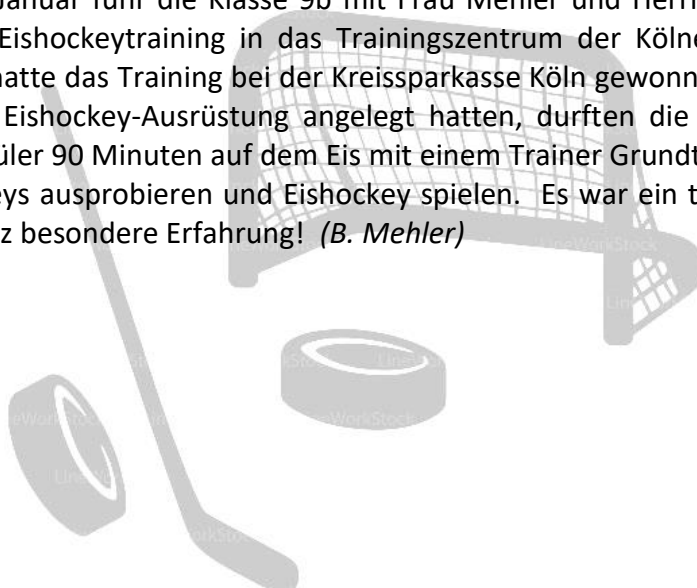 Januar fuhr die Klasse 9b mit Frau Mehler und Herrn
Eishockeytraining in das Trainingszentrum der
hatte das Training bei der Kreissparkasse Köln
Eishockey-Ausrüstung angelegt hatten, durften die
90 Minuten auf dem Eis mit einem Trainer
ausprobieren und Eishockey spielen. Es war ein
besondere Erfahrung! (B. Mehler)
LineWorkStock